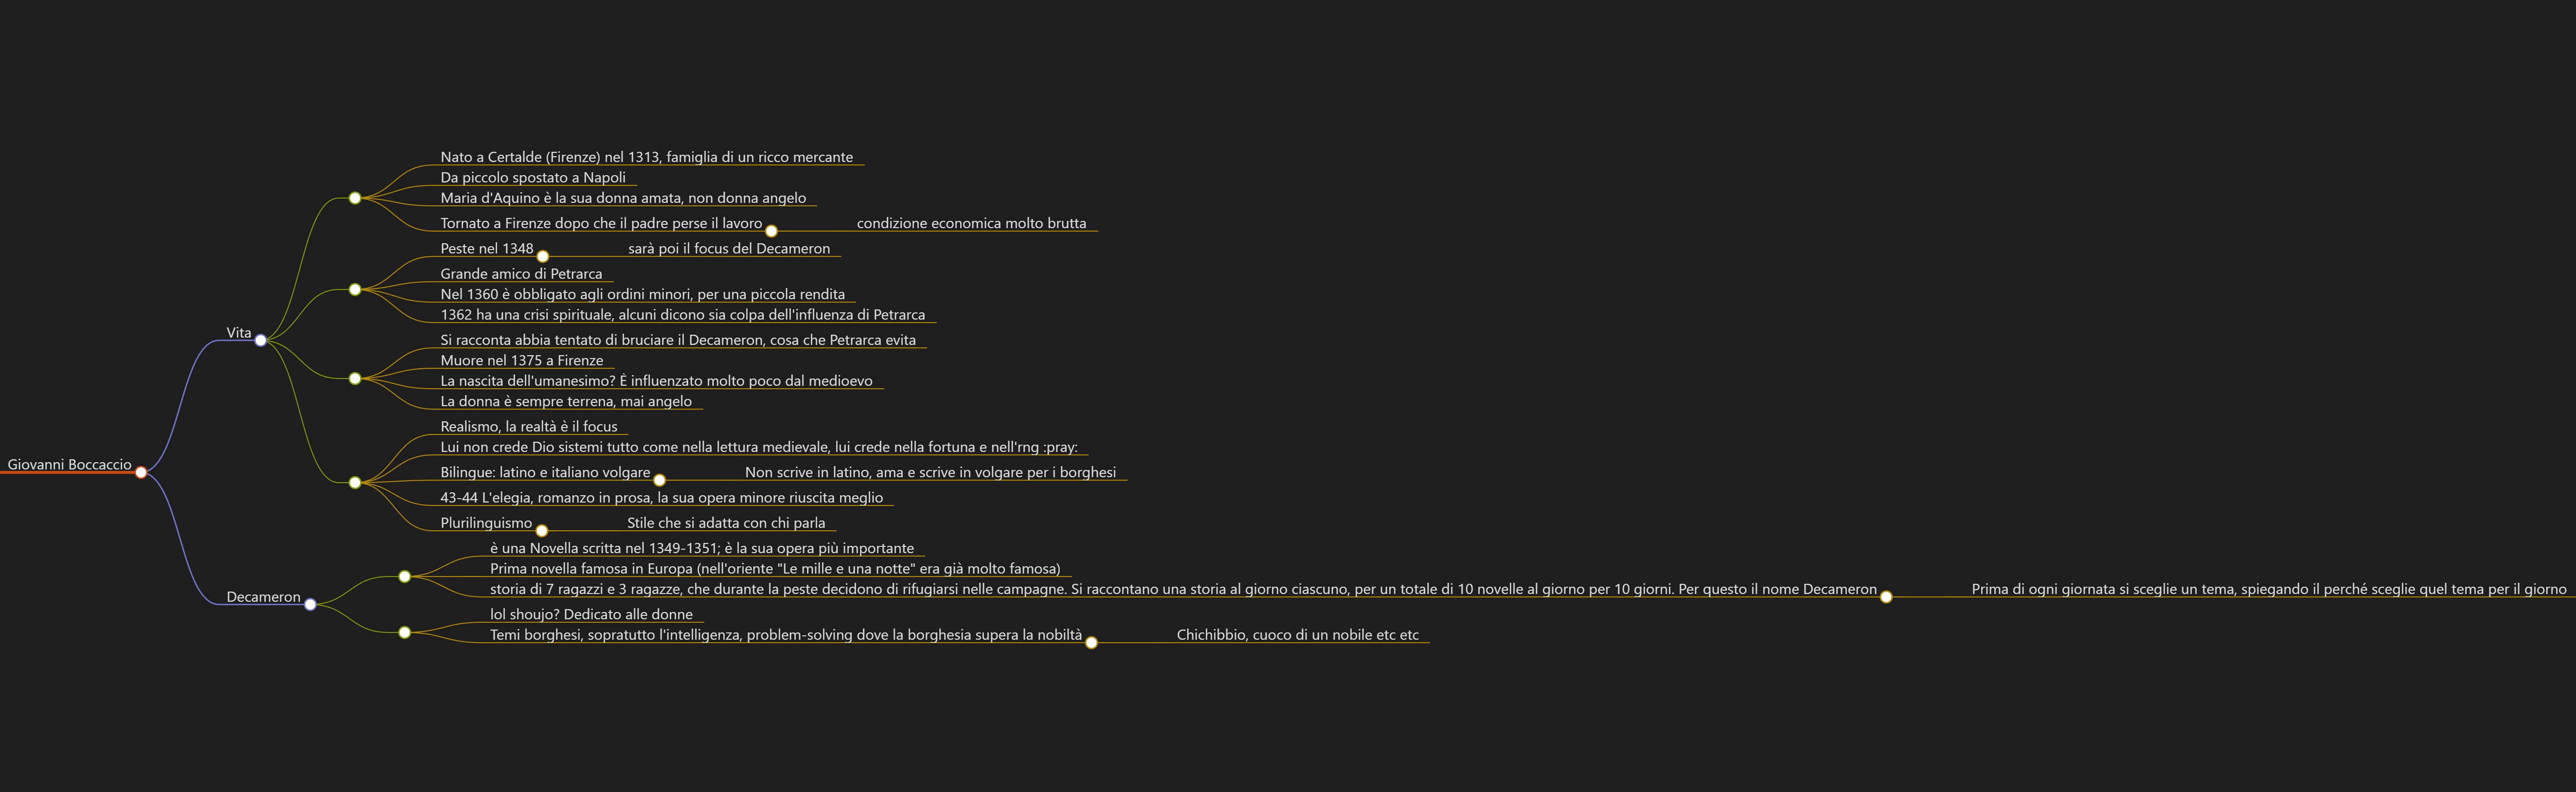 Giovanni Boccaccio
Vita
Nato a Certalde (Firenze) nel 1313, famiglia di un ricco mercante
Da piccolo spostato a Napoli
Maria d'Aquino è la sua donna amata, non donna angelo
Tornato a Firenze dopo che il padre perse il lavoro
condizione economica molto brutta
Peste nel 1348
sarà poi il focus del Decameron
Grande amico di Petrarca
Nel 1360 è obbligato agli ordini minori, per una piccola rendita
1362 ha una crisi spirituale, alcuni dicono sia colpa dell'influenza di Petrarca
Si racconta abbia tentato di bruciare il Decameron, cosa che Petrarca evita
Muore nel 1375 a Firenze
La nascita dell'umanesimo? È influenzato molto poco dal medioevo
La donna è sempre terrena, mai angelo
Realismo, la realtà è il focus
Lui non crede Dio sistemi tutto come nella lettura medievale, lui crede nella fortuna e nell'rng :pray:
Bilingue: latino e italiano volgare
Non scrive in latino, ama e scrive in volgare per i borghesi
43-44 L'elegia, romanzo in prosa, la sua opera minore riuscita meglio
Plurilinguismo
Stile che si adatta con chi parla
Decameron
è una Novella scritta nel 1349-1351; è la sua opera più importante
Prima novella famosa in Europa (nell'oriente "Le mille e una notte" era già molto famosa)
storia di 7 ragazzi e 3 ragazze, che durante la peste decidono di rifugiarsi nelle campagne. Si raccontano una storia al giorno ciascuno, per un totale di 10 novelle al giorno per 10 giorni. Per questo il nome Decameron
Prima di ogni giornata si sceglie un tema, spiegando il perché sceglie quel tema per il giorno
lol shoujo? Dedicato alle donne
Temi borghesi, sopratutto l'intelligenza, problem-solving dove la borghesia supera la nobiltà
Chichibbio, cuoco di un nobile etc etc